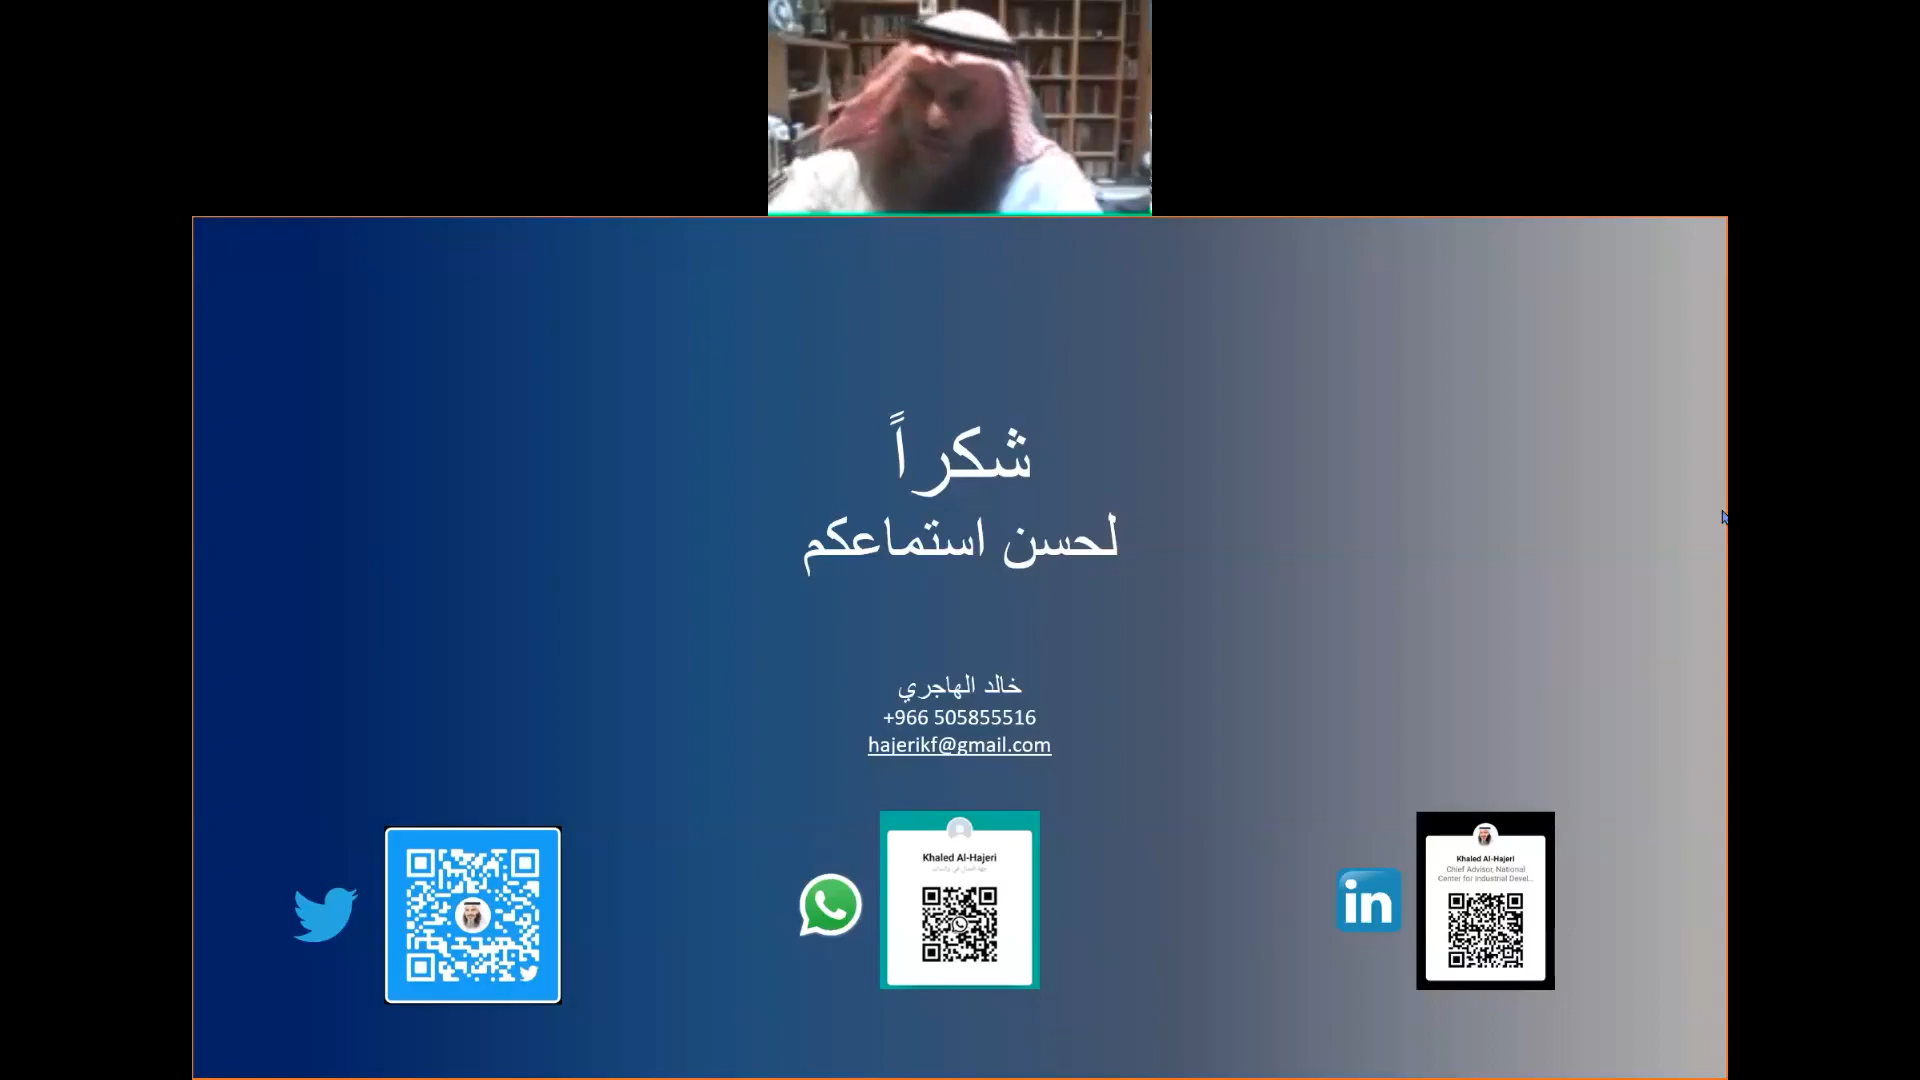 شكراً
لحسن استماعكم
خالد الهاجري
+966 505855516
hajerikf@gmail.com
Khaled Al-Hajeri
in
Khaled Al-Hajeri
Chief Advisor, National
Center for Industrial Devel...